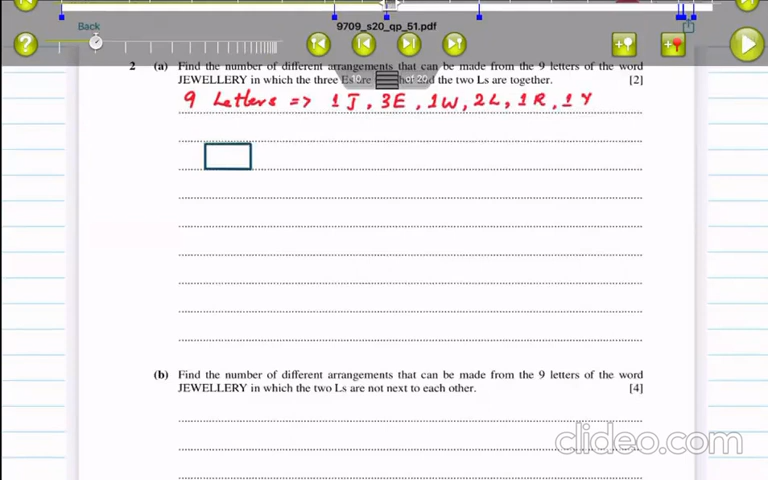 Back
9709_s20_qp_51.pdf
2 (a) Find the number of different arrangements that can be made from the 9 letters of the word
JEWELLERY in which the three Es are the two Ls are together. [2]
9 Letters => 1 J, 3E, 1W, 2L, 1R, 1Y
(b) Find the number of different arrangements that can be made from the 9 letters of the word
JEWELLERY in which the two Ls are not next to each other. [4]
clideo.com